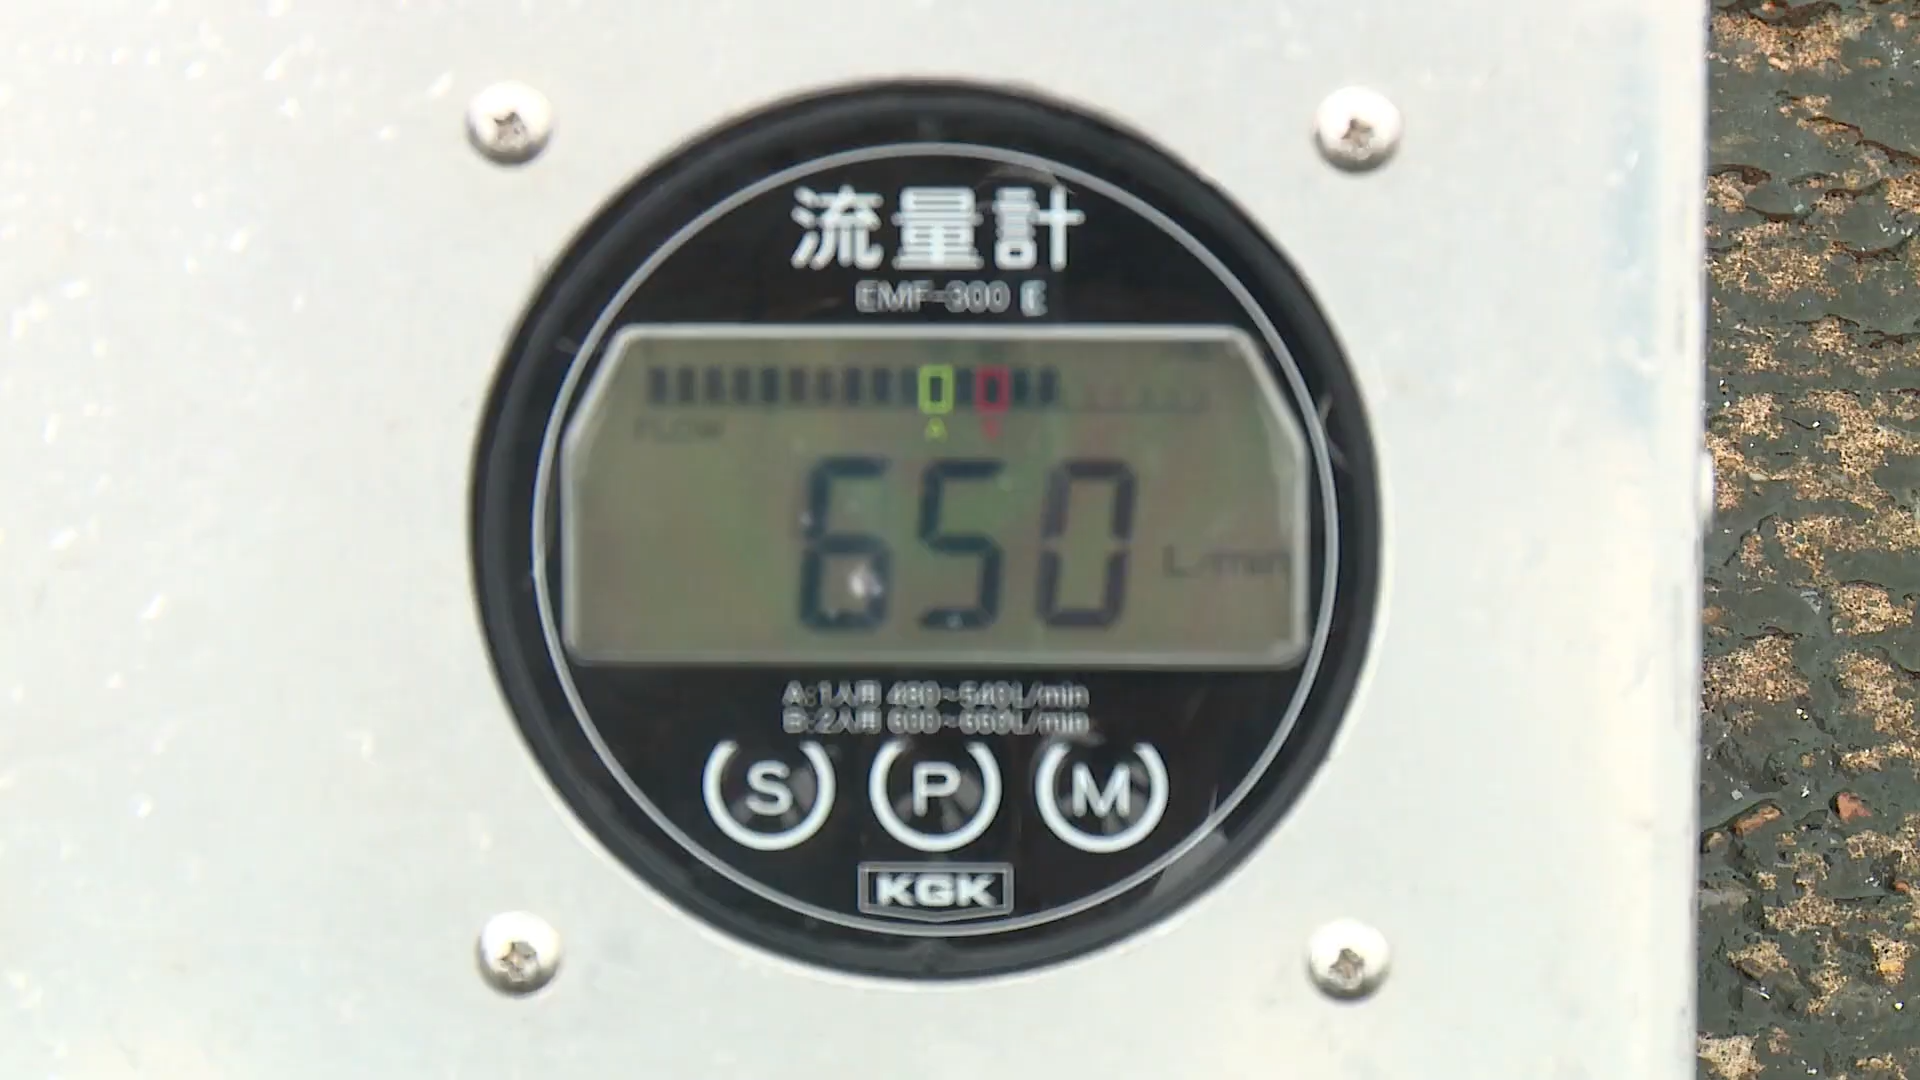 流量計
EMF-300 E
FLOW
A
650 L/min
A:1人用 480~540L/min
B:2人用 600~660L/min
S P M
KGK